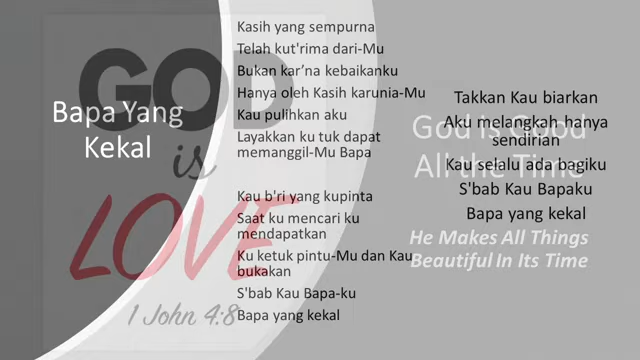 Bapa Yang
Kekal
GOD
is
LOVE
1 John 4:8
Kasih yang sempurna
Telah kut'rima dari-Mu
Bukan kar’na kebaikanku
Hanya oleh Kasih karunia-Mu
Kau pulihkan aku
Layakkan ku tuk dapat
memanggil-Mu Bapa
Kau b'ri yang kupinta
Saat ku mencari ku
mendapatkan
Ku ketuk pintu-Mu dan Kau
bukakan
S'bab Kau Bapa-ku
Bapa yang kekal
Takkan Kau biarkan
Aku melangkah hanya
sendirian
Kau selalu ada bagiku
S'bab Kau Bapaku
Bapa yang kekal
God is Good
All the Time
He Makes All Things
Beautiful In Its Time